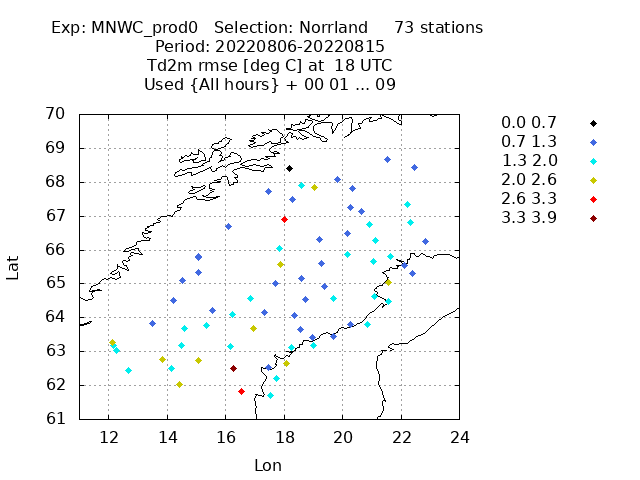 Exp: MNWC_prod0   Selection: Norrland     73 stations
Period: 20220806-20220815
Td2m rmse [deg C] at  18 UTC
Used {All hours} + 00 01 ... 09
0.0 0.7
0.7 1.3
1.3 2.0
2.0 2.6
2.6 3.3
3.3 3.9
70
69
68
67
66
65
64
63
62
61
Lat
12 14 16 18 20 22 24
Lon